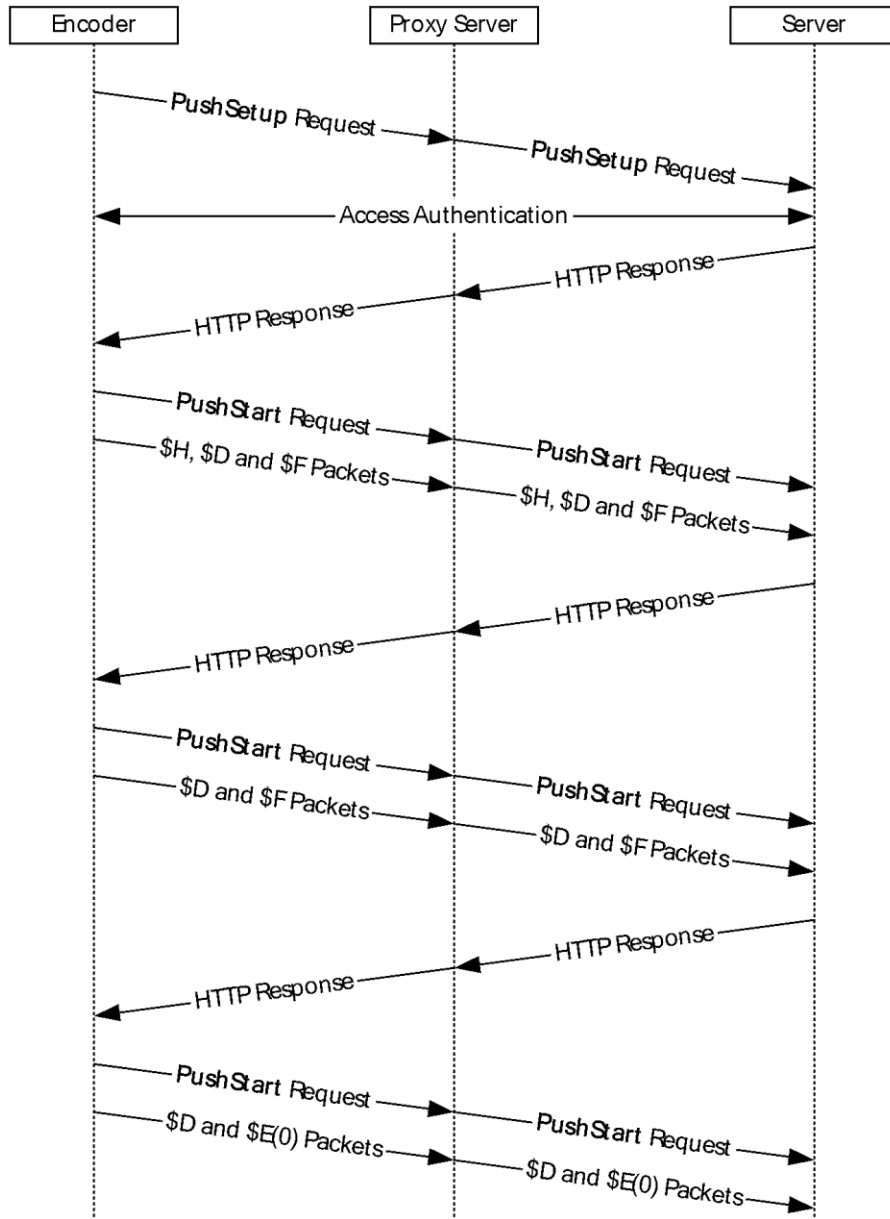 Encoder
Proxy Server
Server
PushSetup Request
PushSetup Request
Access Authentication
HTTP Response
HTTP Response
PushStart Request
PushStart Request
$H, $D and $F Packets
$H, $D and $F Packets
HTTP Response
HTTP Response
PushStart Request
PushStart Request
$D and $F Packets
$D and $F Packets
HTTP Response
HTTP Response
PushStart Request
PushStart Request
$D and $E(0) Packets
$D and $E(0) Packets